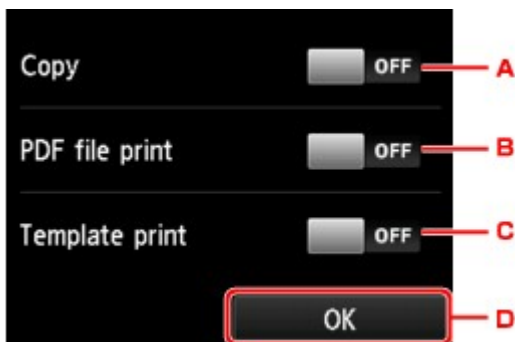 Copy OFF A
PDF file print OFF B
Template print OFF C
OK D